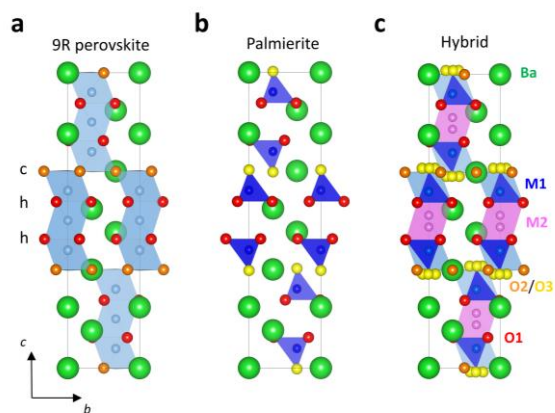 a b c
9R perovskite Palmierite Hybrid
Ba
c
M1
h
M2
h
O2/O3
O1
c
b